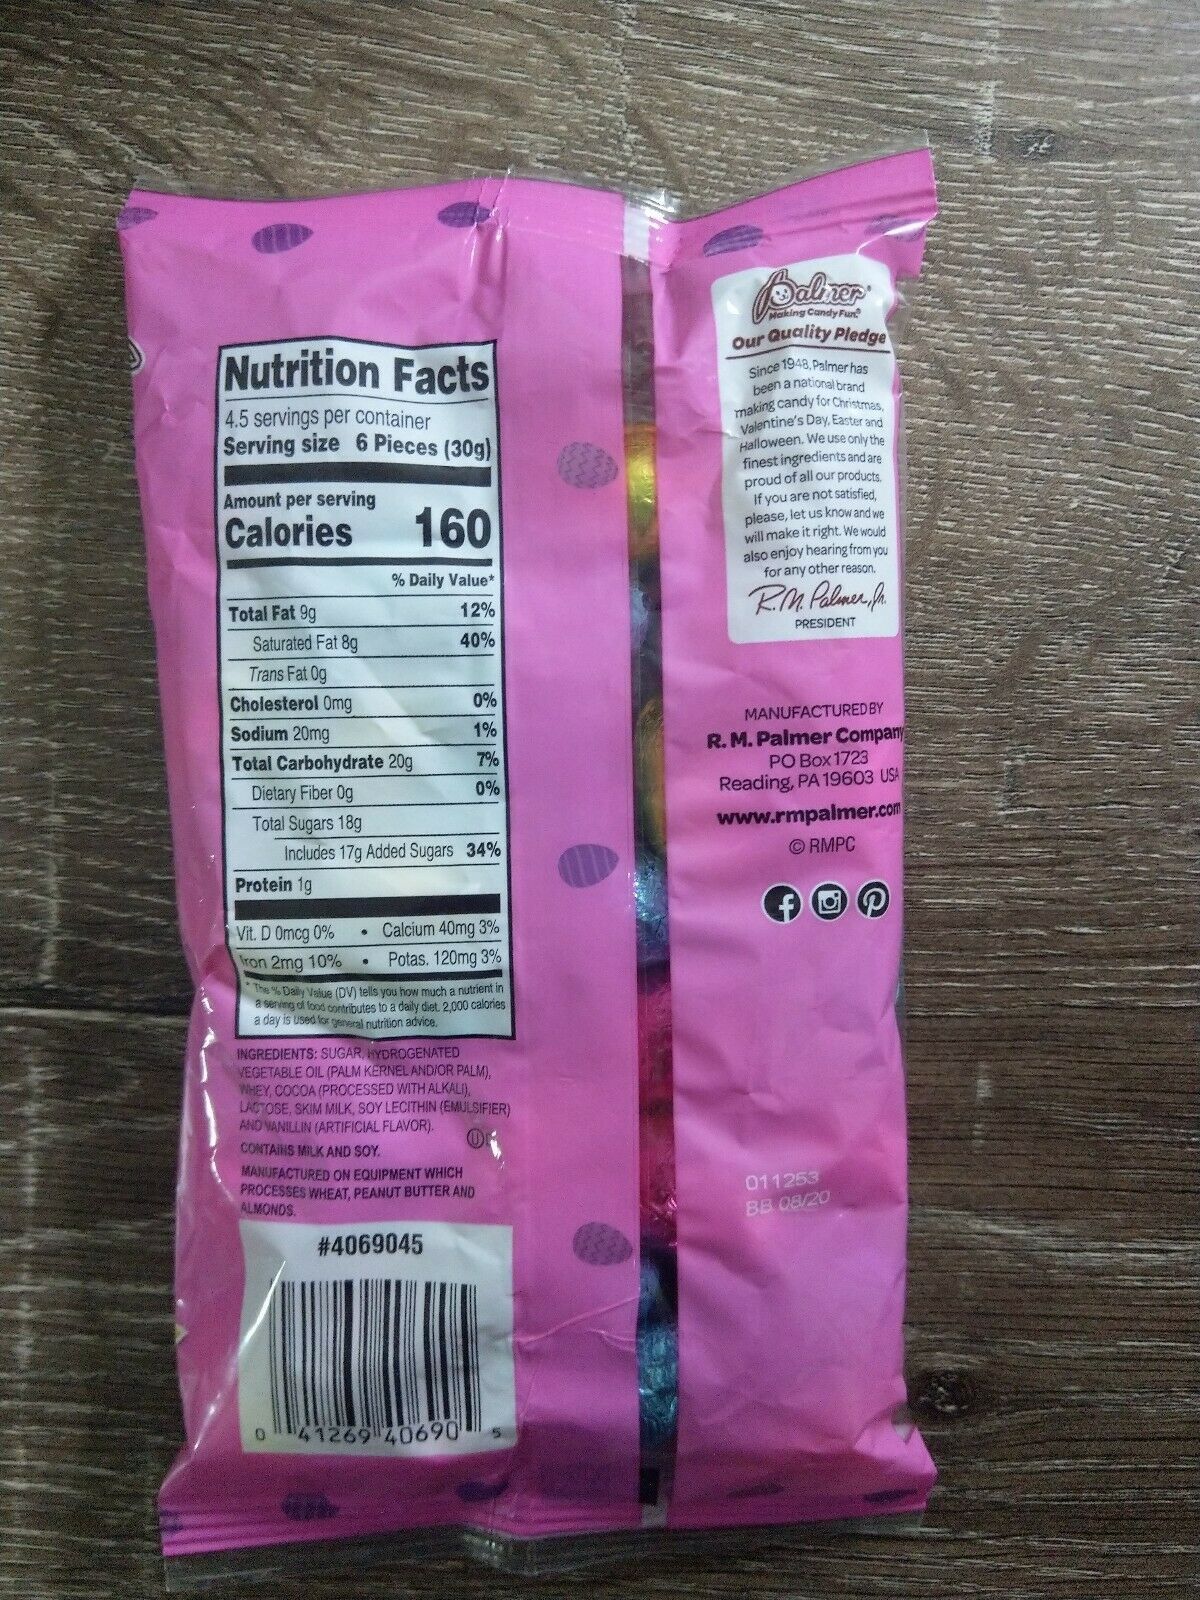 Nutrition Facts
4.5 servings per container
Serving size 6 Pieces (30g)
Amount per serving
Calories 160
% Daily Value*
Total Fat 9g 12%
Saturated Fat 8g 40%
Trans Fat 0g
Cholesterol 0mg 0%
Sodium 20mg 1%
Total Carbohydrate 20g 7%
Dietary Fiber 0g 0%
Total Sugars 18g
Includes 17g Added Sugars 34%
Protein 1g
Vit. D 0mcg 0% • Calcium 40mg 3%
Iron 2mg 10% • Potas. 120mg 3%
* The % Daily Value (DV) tells you how much a nutrient in
a serving of food contributes to a daily diet. 2,000 calories
a day is used for general nutrition advice.
INGREDIENTS: SUGAR, HYDROGENATED
VEGETABLE OIL (PALM KERNEL AND/OR PALM),
WHEY, COCOA (PROCESSED WITH ALKALI),
LACTOSE, SKIM MILK, SOY LECITHIN (EMULSIFIER)
AND VANILLIN (ARTIFICIAL FLAVOR).
CONTAINS MILK AND SOY.
MANUFACTURED ON EQUIPMENT WHICH
PROCESSES WHEAT, PEANUT BUTTER AND
ALMONDS.
#4069045
0 41269 40690 5
Palmer®
Making Candy Fun.®
Our Quality Pledge
Since 1948, Palmer has
been a national brand
making candy for Christmas,
Valentine's Day, Easter and
Halloween. We use only the
finest ingredients and are
proud of all our products.
If you are not satisfied,
please, let us know and we
will make it right. We would
also enjoy hearing from you
for any other reason.
R. M. Palmer, Jr.
PRESIDENT
MANUFACTURED BY
R. M. Palmer Company
PO Box 1723
Reading, PA 19603 USA
www.rmpalmer.com
© RMPC
011253
BB 08/20